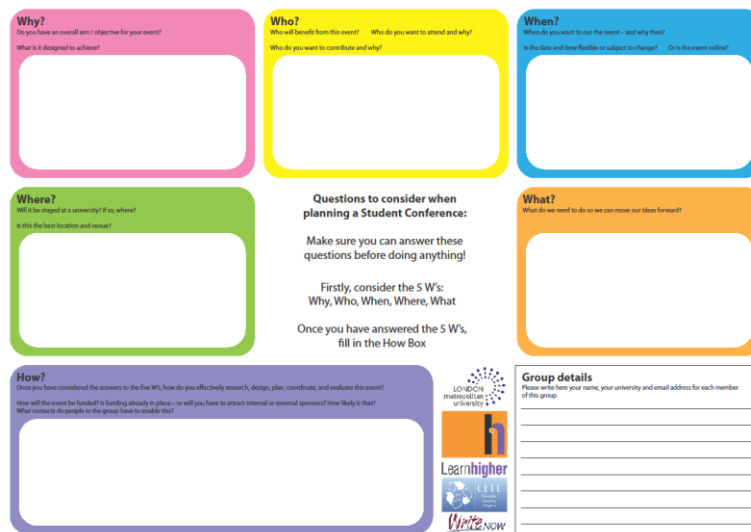 Why?
Do you have an overall aim / objective for your event?
What is it designed to achieve?
Who?
Who will benefit from this event? Who do you want to attend and why?
Who do you want to contribute and why?
When?
When do you want to run the event – and why then?
Is the date and time flexible or subject to change? Or is the event online?
Where?
Will it be staged at a university? If so, where?
Is this the best location and venue?
Questions to consider when
planning a Student Conference:
Make sure you can answer these
questions before doing anything!
Firstly, consider the 5 W's:
Why, Who, When, Where, What
Once you have answered the 5 W's,
fill in the How Box
What?
What do we need to do so we can move our ideas forward?
How?
Once you have considered the answers to the five W's, how do you effectively research, design, plan, coordinate, and evaluate this event?
How will the event be funded? Is funding already in place – or will you have to attract internal or external sponsors? How likely is that?
What contacts do people in the group have to enable this?
LONDON
metropolitan
university
h
Learnhigher
CETL
Write NOW
Group details
Please write here your name, your university and email address for each member
of this group